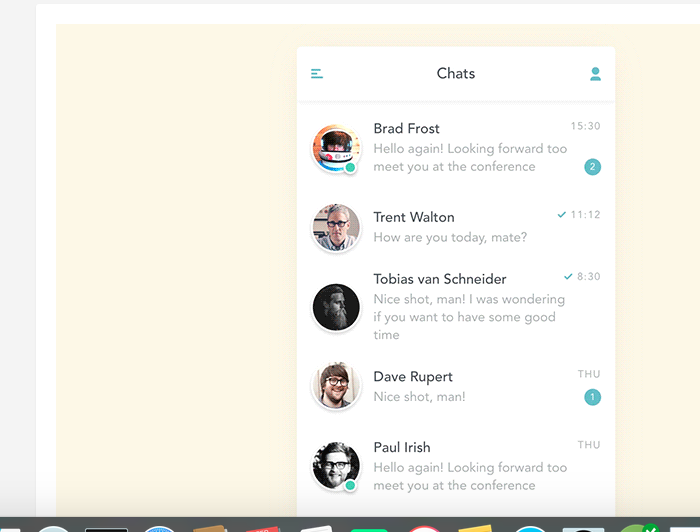 Chats
Brad Frost
15:30
Hello again! Looking forward too
meet you at the conference
2
Trent Walton
11:12
How are you today, mate?
Tobias van Schneider
8:30
Nice shot, man! I was wondering
if you want to have some good
time
Dave Rupert
THU
Nice shot, man!
1
Paul Irish
THU
Hello again! Looking forward too
meet you at the conference